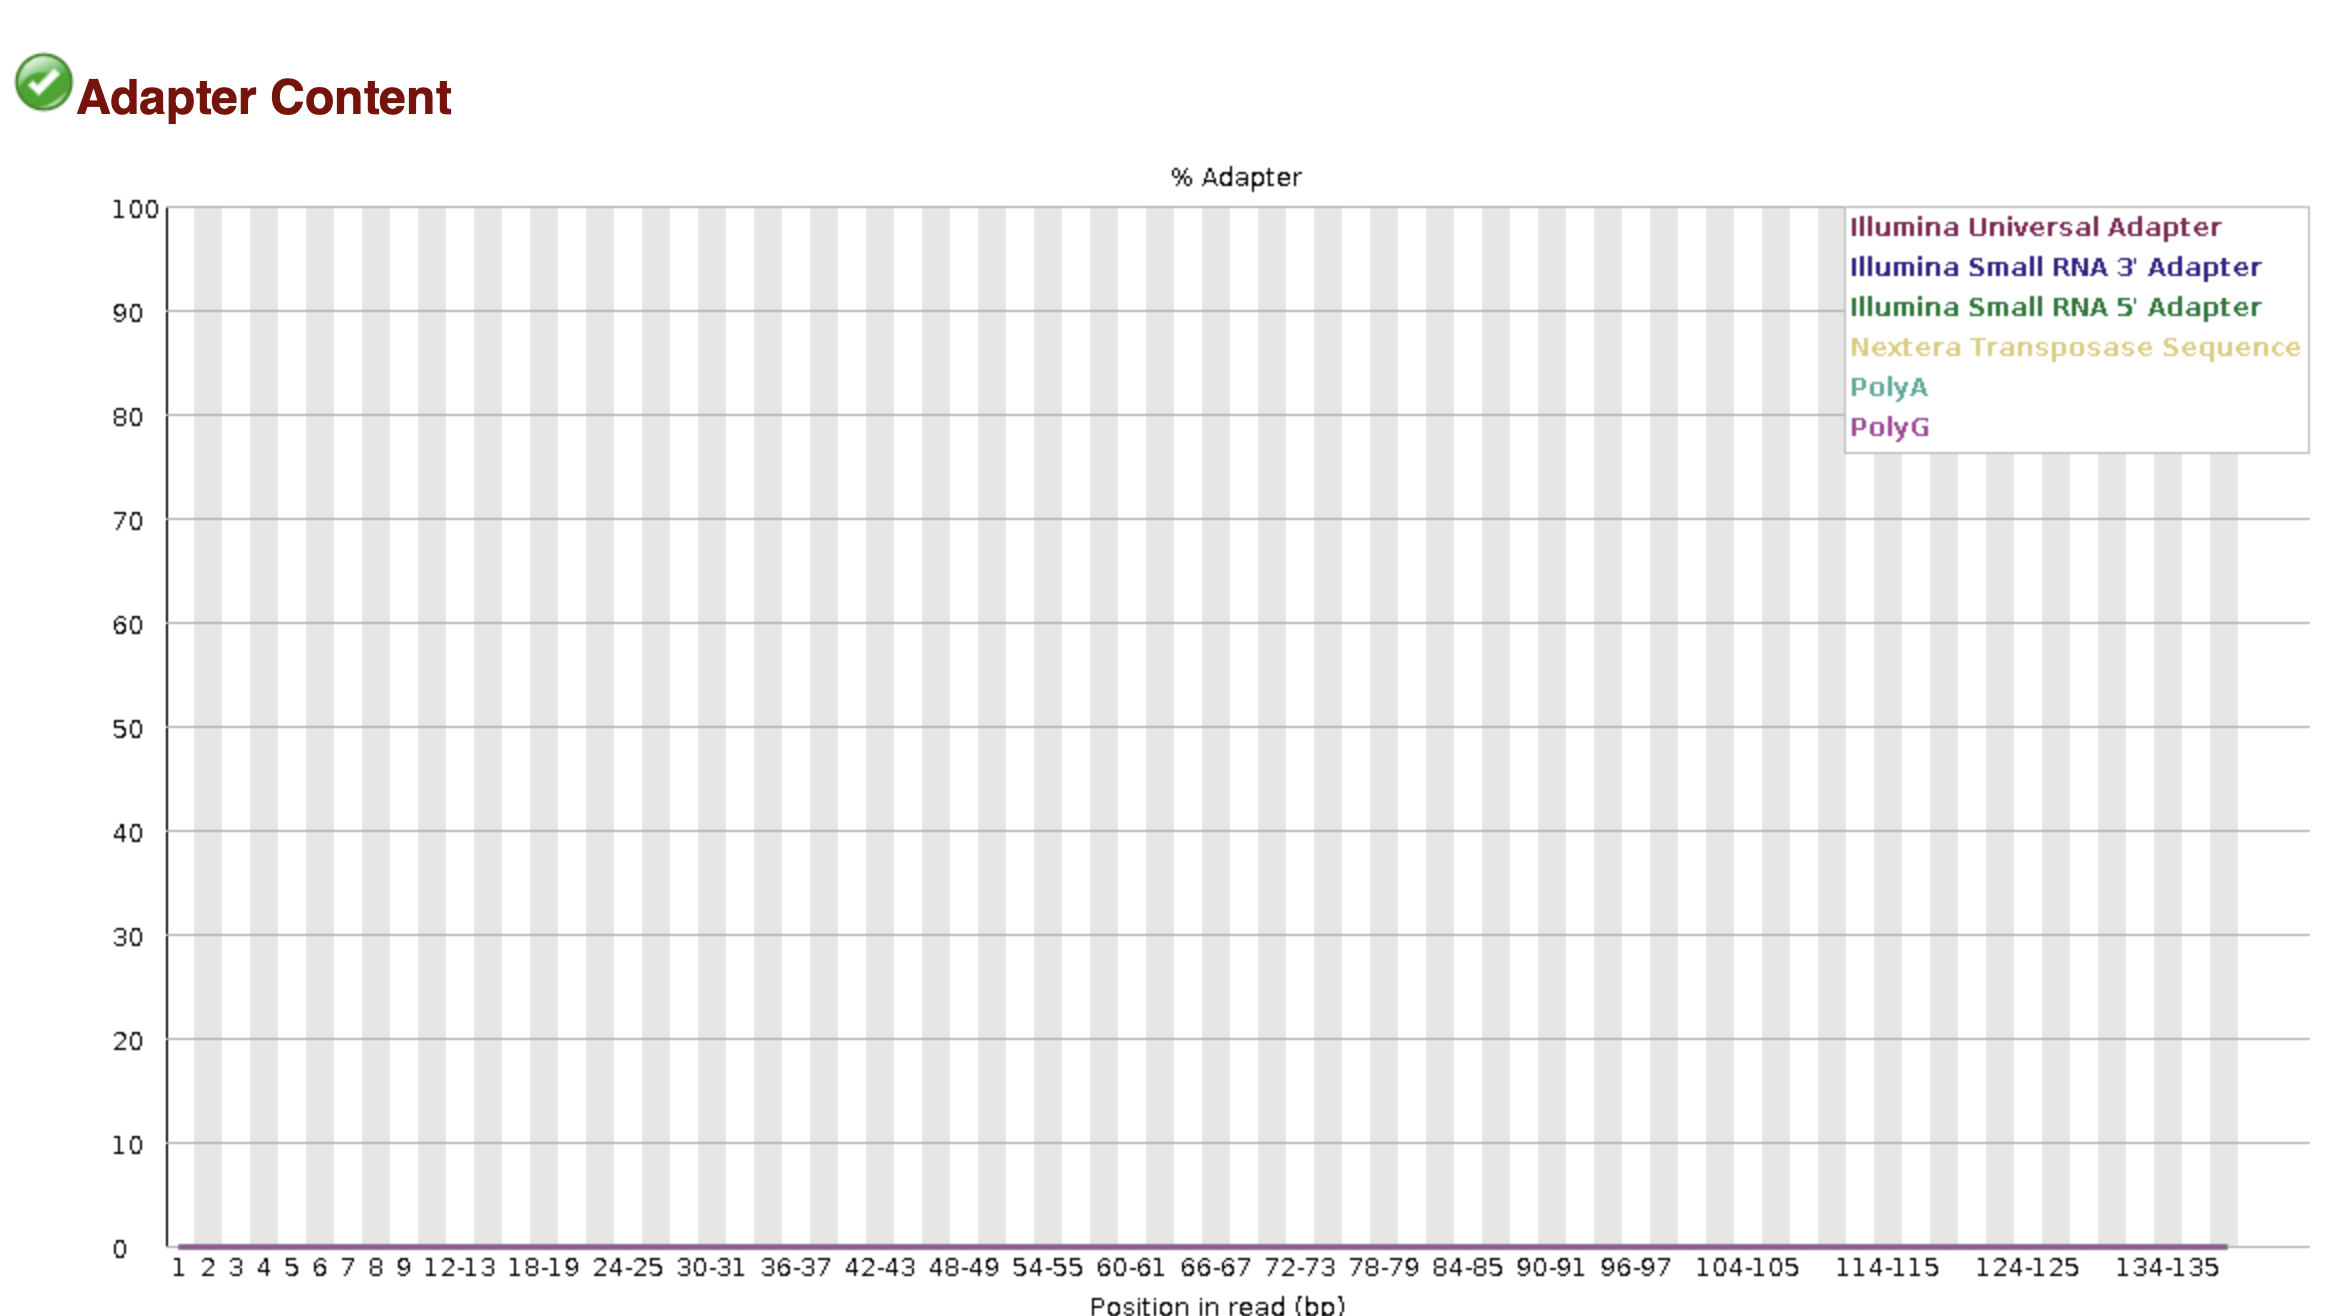 Adapter Content
% Adapter
100
90
80
70
60
50
40
30
20
10
0
Illumina Universal Adapter
Illumina Small RNA 3' Adapter
Illumina Small RNA 5' Adapter
Nextera Transposase Sequence
PolyA
PolyG
1 2 3 4 5 6 7 8 9 12-13 18-19 24-25 30-31 36-37 42-43 48-49 54-55 60-61 66-67 72-73 78-79 84-85 90-91 96-97 104-105 114-115 124-125 134-135
Position in read (bp)